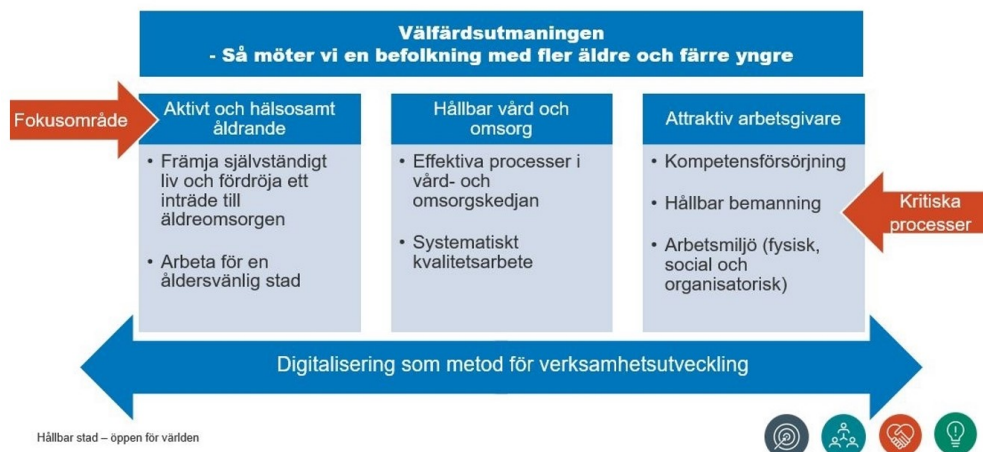 Välfärdsutmaningen
- Så möter vi en befolkning med fler äldre och färre yngre
Fokusområde
Aktivt och hälsosamt
åldrande
• Främja självständigt
liv och fördröja ett
inträde till
äldreomsorgen
• Arbeta för en
åldersvänlig stad
Hållbar vård och
omsorg
• Effektiva processer i
vård- och
omsorgskedjan
• Systematiskt
kvalitetsarbete
Attraktiv arbetsgivare
• Kompetensförsörjning
• Hållbar bemanning
• Arbetsmiljö (fysisk,
social och
organisatorisk)
Kritiska
processer
Digitalisering som metod för verksamhetsutveckling
Hållbar stad – öppen för världen